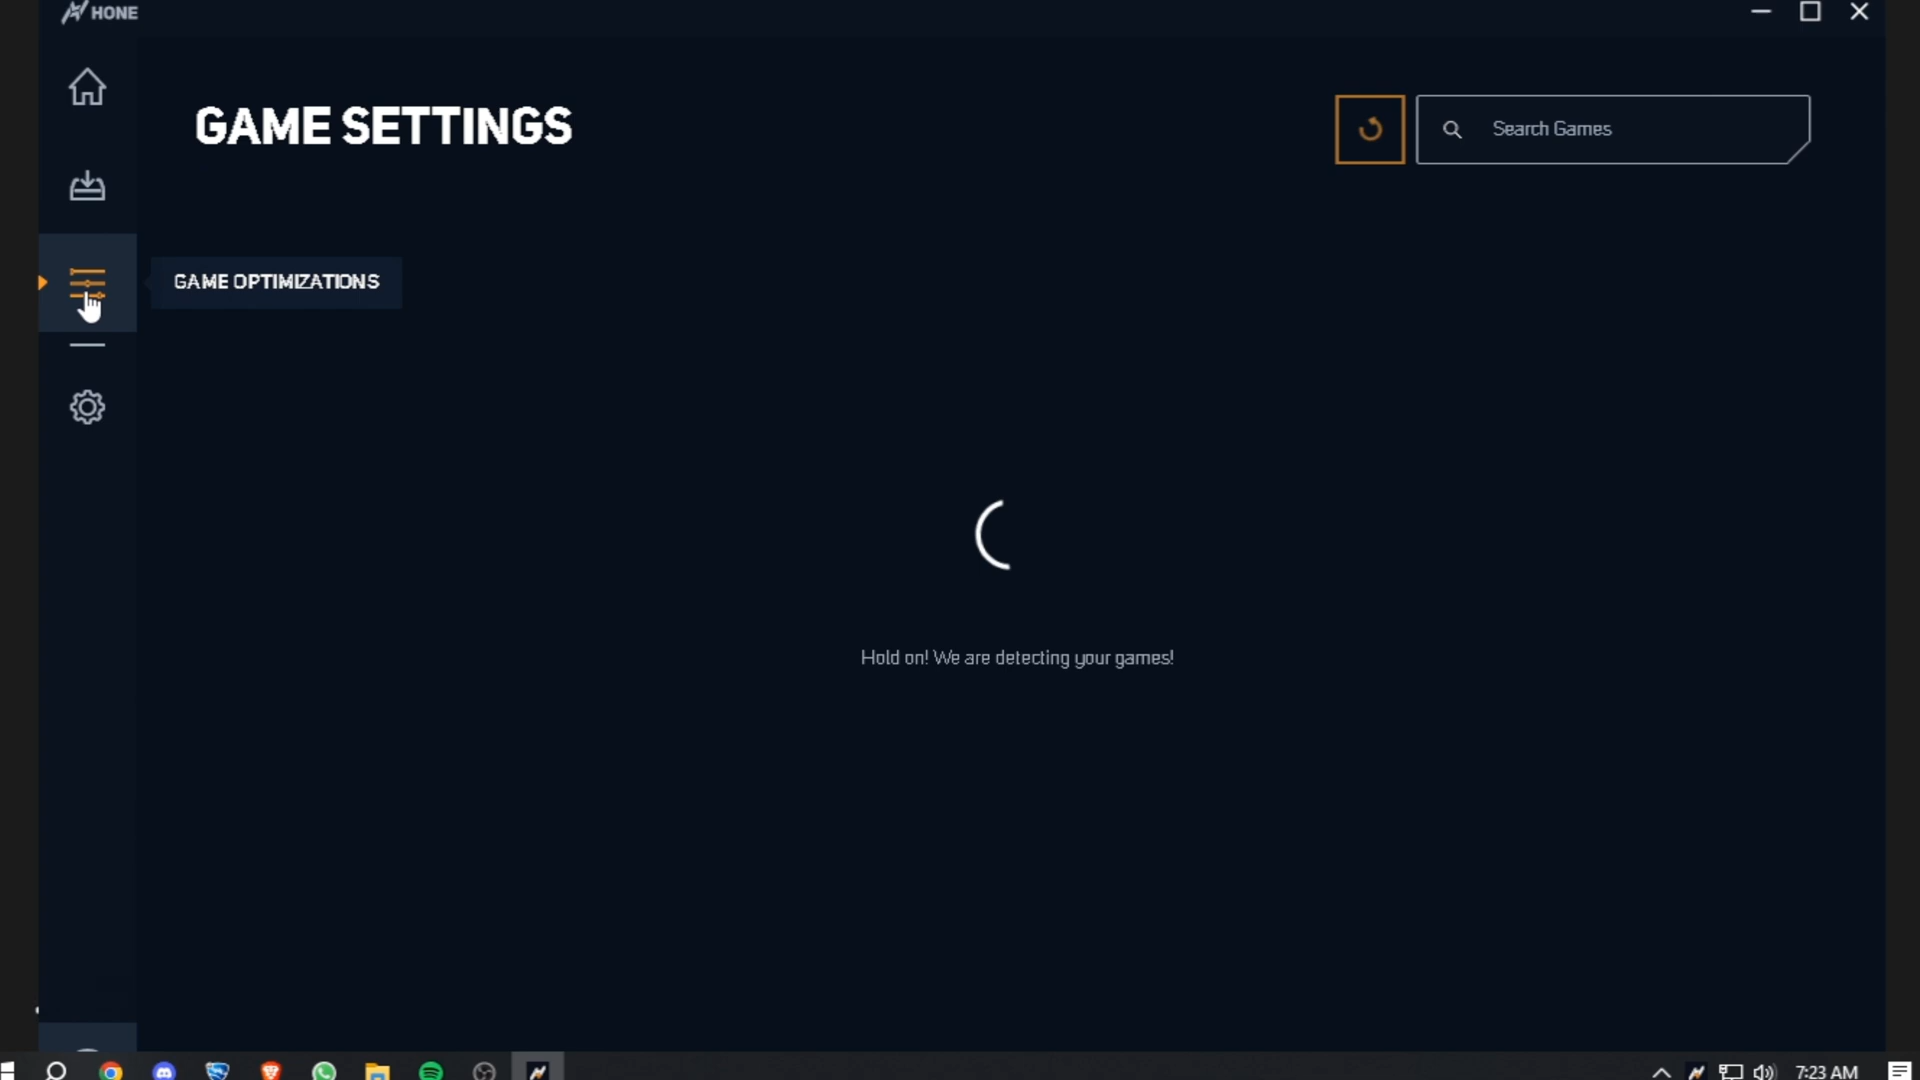 HONE
GAME SETTINGS
Search Games
GAME OPTIMIZATIONS
Hold on! We are detecting your games!
7:23 AM